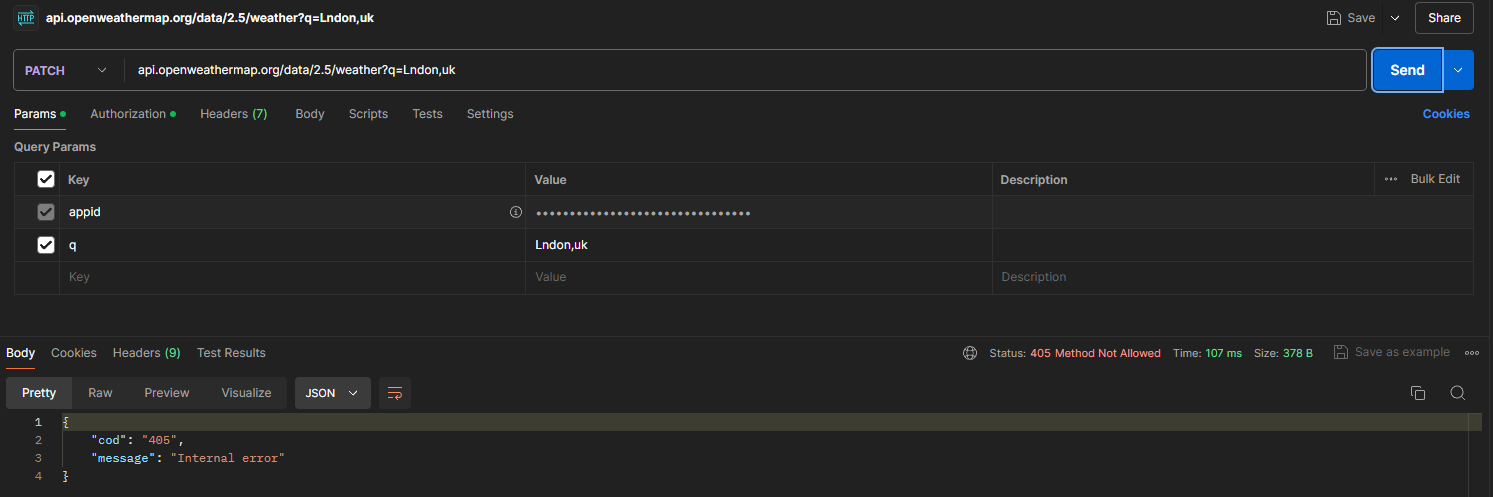 HTTP api.openweathermap.org/data/2.5/weather?q=Lndon,uk Save Share
PATCH api.openweathermap.org/data/2.5/weather?q=Lndon,uk Send
Params Authorization Headers (7) Body Scripts Tests Settings Cookies
Query Params
Key Value Description Bulk Edit
appid ••••••••••••••••••••••••••••••••
q Lndon,uk
Key Value Description
Body Cookies Headers (9) Test Results Status: 405 Method Not Allowed Time: 107 ms Size: 378 B Save as example
Pretty Raw Preview Visualize JSON
1 {
2 "cod": "405",
3 "message": "Internal error"
4 }